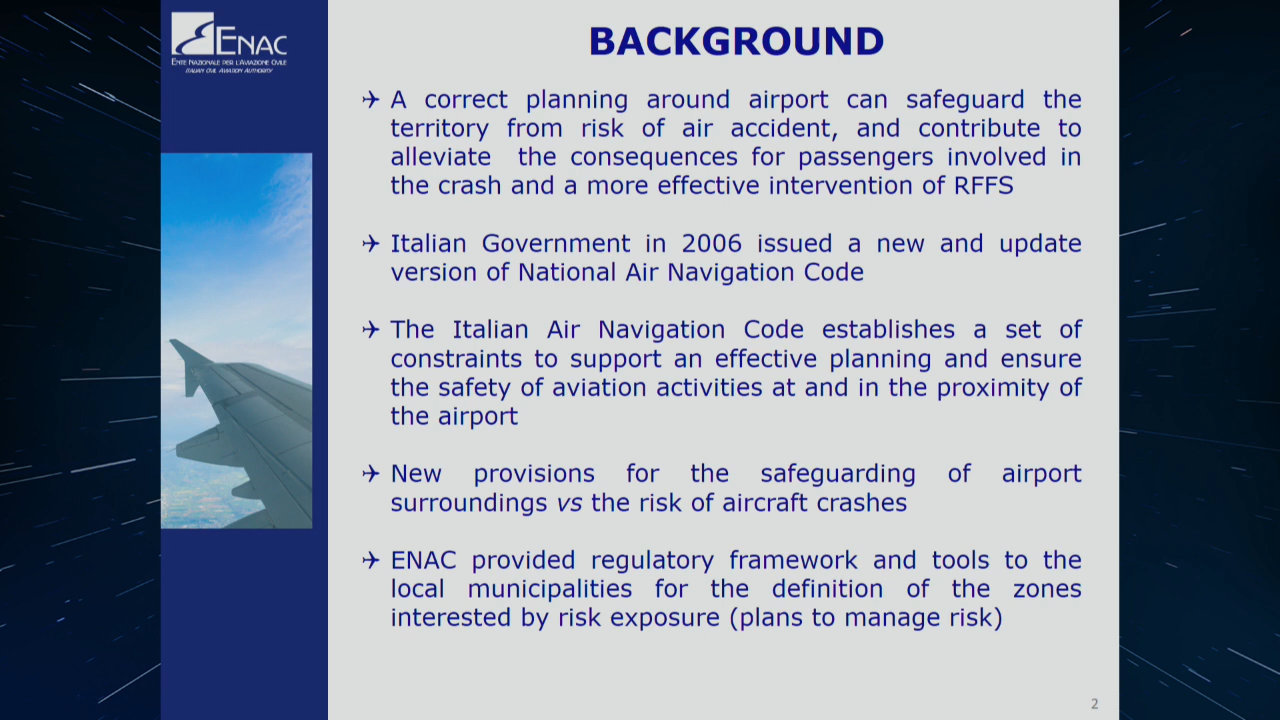 ENAC
ENTE NAZIONALE PER L'AVIAZIONE CIVILE
ITALIAN CIVIL AVIATION AUTHORITY
BACKGROUND
A correct planning around airport can safeguard the
territory from risk of air accident, and contribute to
alleviate the consequences for passengers involved in
the crash and a more effective intervention of RFFS
Italian Government in 2006 issued a new and update
version of National Air Navigation Code
The Italian Air Navigation Code establishes a set of
constraints to support an effective planning and ensure
the safety of aviation activities at and in the proximity of
the airport
New provisions for the safeguarding of airport
surroundings vs the risk of aircraft crashes
ENAC provided regulatory framework and tools to the
local municipalities for the definition of the zones
interested by risk exposure (plans to manage risk)
2